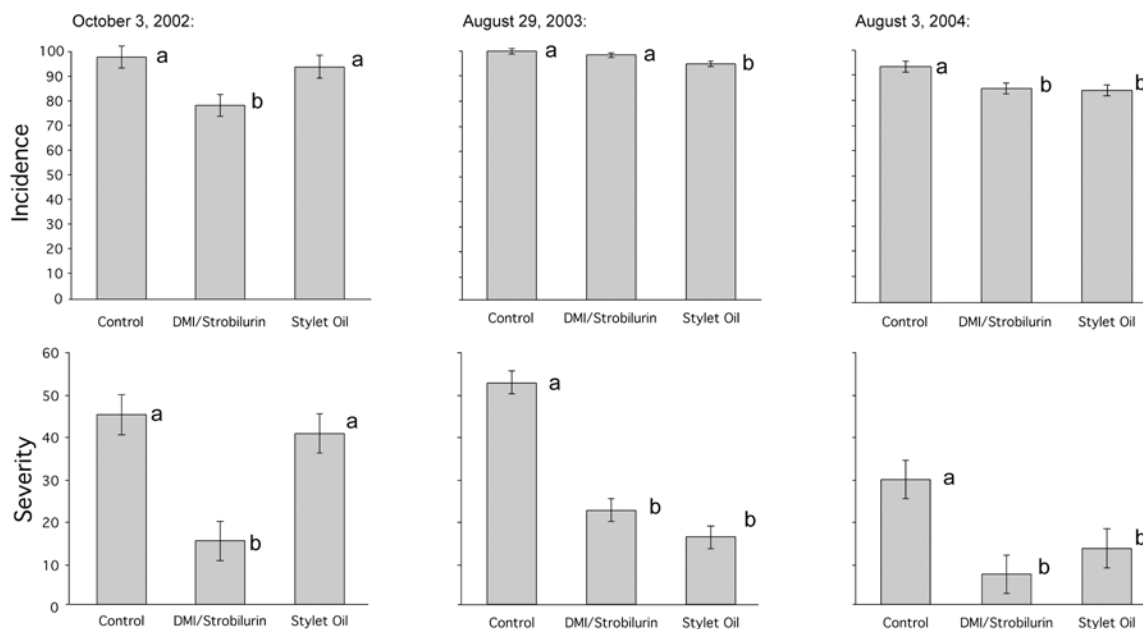 October 3, 2002:
August 29, 2003:
August 3, 2004:
Incidence
100
90
80
70
60
50
40
30
20
10
0
a
b
a
a
a
b
a
b
b
Control DMI/Strobilurin Stylet Oil
Control DMI/Strobilurin Stylet Oil
Control DMI/Strobilurin Stylet Oil
Severity
60
50
40
30
20
10
0
a
b
a
a
b
b
a
b
b
Control DMI/Strobilurin Stylet Oil
Control DMI/Strobilurin Stylet Oil
Control DMI/Strobilurin Stylet Oil